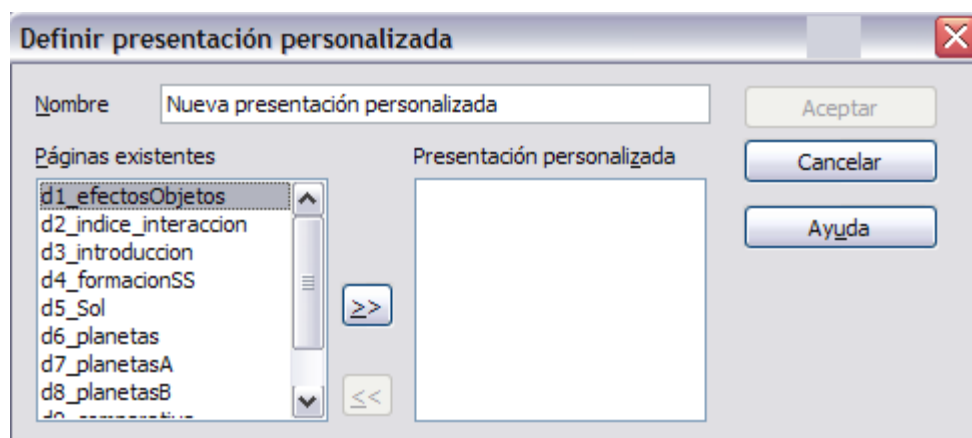 Definir presentación personalizada
Nombre
Nueva presentación personalizada
Aceptar
Páginas existentes
Presentación personalizada
Cancelar
d1_efectosObjetos
d2_indice_interaccion
d3_introduccion
d4_formacionSS
d5_Sol
d6_planetas
d7_planetasA
d8_planetasB
Ayuda
>>
<<